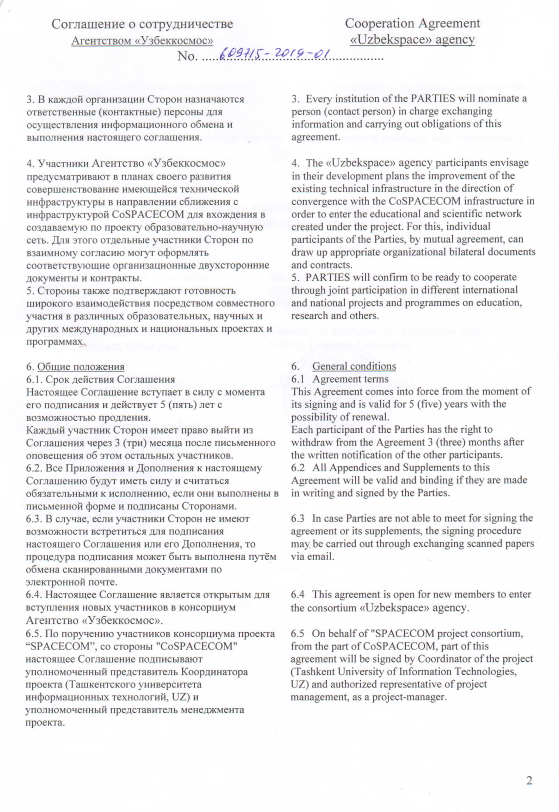 Соглашение о сотрудничестве
Агентством «Узбеккосмос»
Cooperation Agreement
«Uzbekspace» agency
No. .....609715-2019-01................
3. В каждой организации Сторон назначаются
ответственные (контактные) персоны для
осуществления информационного обмена и
выполнения настоящего соглашения.
4. Участники Агентство «Узбеккосмос»
предусматривают в планах своего развития
совершенствование имеющейся технической
инфраструктуры в направлении сближения с
инфраструктурой CoSPACECOM для вхождения в
создаваемую по проекту образовательно-научную
сеть. Для этого отдельные участники Сторон по
взаимному согласию могут оформлять
соответствующие организационные двухсторонние
документы и контракты.
5. Стороны также подтверждают готовность
широкого взаимодействия посредством совместного
участия в различных образовательных, научных и
других международных и национальных проектах и
программах.
6. Общие положения
6.1. Срок действия Соглашения
Настоящее Соглашение вступает в силу с момента
его подписания и действует 5 (пять) лет с
возможностью продления.
Каждый участник Сторон имеет право выйти из
Соглашения через 3 (три) месяца после письменного
оповещения об этом остальных участников.
6.2. Все Приложения и Дополнения к настоящему
Соглашению будут иметь силу и считаться
обязательными к исполнению, если они выполнены в
письменной форме и подписаны Сторонами.
6.3. В случае, если участники Сторон не имеют
возможности встретиться для подписания
настоящего Соглашения или его Дополнения, то
процедура подписания может быть выполнена путём
обмена сканированными документами по
электронной почте.
6.4. Настоящее Соглашение является открытым для
вступления новых участников в консорциум
Агентство «Узбеккосмос».
6.5. По поручению участников консорциума проекта
“SPACECOM”, со стороны "CoSPACECOM"
настоящее Соглашение подписывают
уполномоченный представитель Координатора
проекта (Ташкентского университета
информационных технологий, UZ) и
уполномоченный представитель менеджмента
проекта.
3. Every institution of the PARTIES will nominate a
person (contact person) in charge exchanging
information and carrying out obligations of this
agreement.
4. The «Uzbekspace» agency participants envisage
in their development plans the improvement of the
existing technical infrastructure in the direction of
convergence with the CoSPACECOM infrastructure in
order to enter the educational and scientific network
created under the project. For this, individual
participants of the Parties, by mutual agreement, can
draw up appropriate organizational bilateral documents
and contracts.
5. PARTIES will confirm to be ready to cooperate
through joint participation in different international
and national projects and programmes on education,
research and others.
6. General conditions
6.1 Agreement terms
This Agreement comes into force from the moment of
its signing and is valid for 5 (five) years with the
possibility of renewal.
Each participant of the Parties has the right to
withdraw from the Agreement 3 (three) months after
the written notification of the other participants.
6.2 All Appendices and Supplements to this
Agreement will be valid and binding if they are made
in writing and signed by the Parties.
6.3 In case Parties are not able to meet for signing the
agreement or its supplements, the signing procedure
may be carried out through exchanging scanned papers
via email.
6.4 This agreement is open for new members to enter
the consortium «Uzbekspace» agency.
6.5 On behalf of "SPACECOM project consortium,
from the part of CoSPACECOM, part of this
agreement will be signed by Coordinator of the project
(Tashkent University of Information Technologies,
UZ) and authorized representative of project
management, as a project-manager.
2